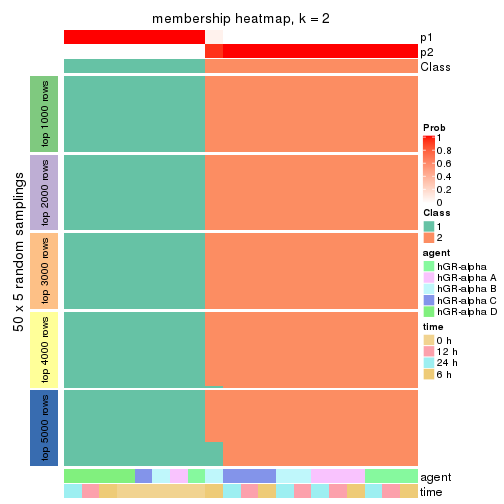 membership heatmap, k = 2
p1
p2
Class
50 x 5 random samplings
top 1000 rows
top 2000 rows
top 3000 rows
top 4000 rows
top 5000 rows
Prob
1
0.8
0.6
0.4
0.2
0
Class
1
2
agent
hGR-alpha
hGR-alpha A
hGR-alpha B
hGR-alpha C
hGR-alpha D
time
0 h
12 h
24 h
6 h
agent
time